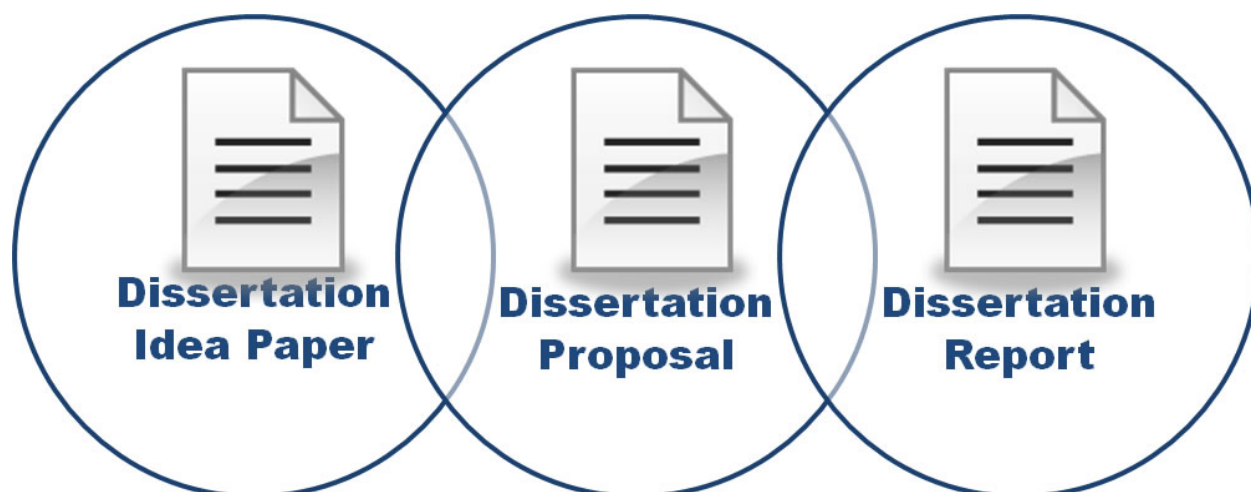 Dissertation
Idea Paper
Dissertation
Proposal
Dissertation
Report